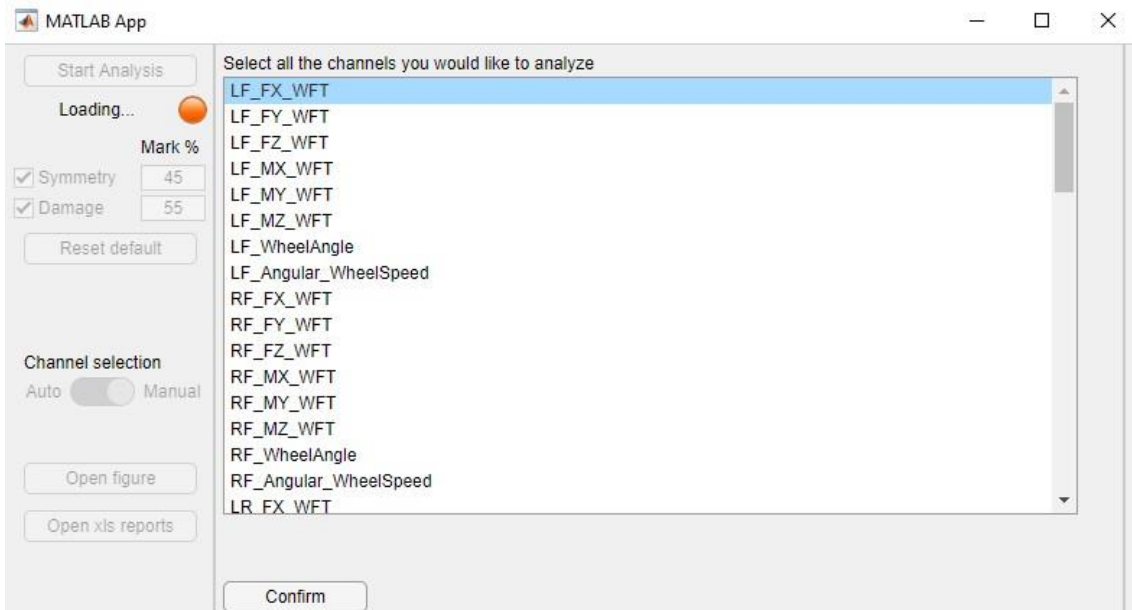 MATLAB App
Start Analysis
Loading...
Mark %
Symmetry 45
Damage 55
Reset default
Channel selection
Auto Manual
Open figure
Open xls reports
Select all the channels you would like to analyze
LF_FX_WFT
LF_FY_WFT
LF_FZ_WFT
LF_MX_WFT
LF_MY_WFT
LF_MZ_WFT
LF_WheelAngle
LF_Angular_WheelSpeed
RF_FX_WFT
RF_FY_WFT
RF_FZ_WFT
RF_MX_WFT
RF_MY_WFT
RF_MZ_WFT
RF_WheelAngle
RF_Angular_WheelSpeed
LR_FX_WFT
Confirm